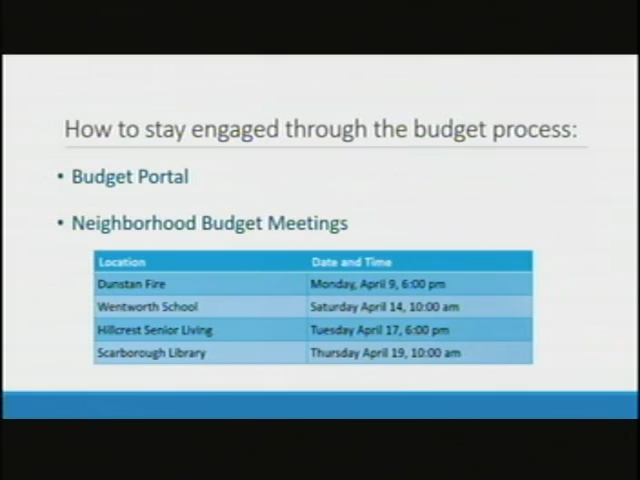 How to stay engaged through the budget process:
• Budget Portal
• Neighborhood Budget Meetings
Location Date and Time
Dunstan Fire Monday, April 9, 6:00 pm
Wentworth School Saturday April 14, 10:00 am
Hillcrest Senior Living Tuesday April 17, 6:00 pm
Scarborough Library Thursday April 19, 10:00 am